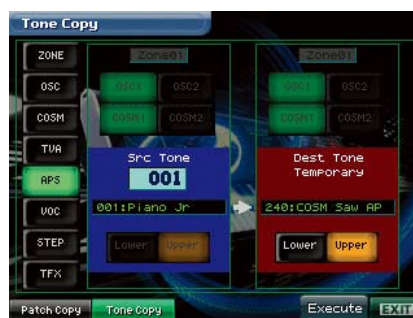 Tone Copy
ZONE
OSC
COSM
TVA
APS
VOC
STEP
TFX
Zone01
OSC1 OSC2
COSM1 COSM2
Src Tone
001
001:Piano Jr
Lower Upper
Zone01
OSC1 OSC2
COSM1 COSM2
Dest Tone
Temporary
240:COSM Saw AP
Lower Upper
Patch Copy Tone Copy Execute EXIT